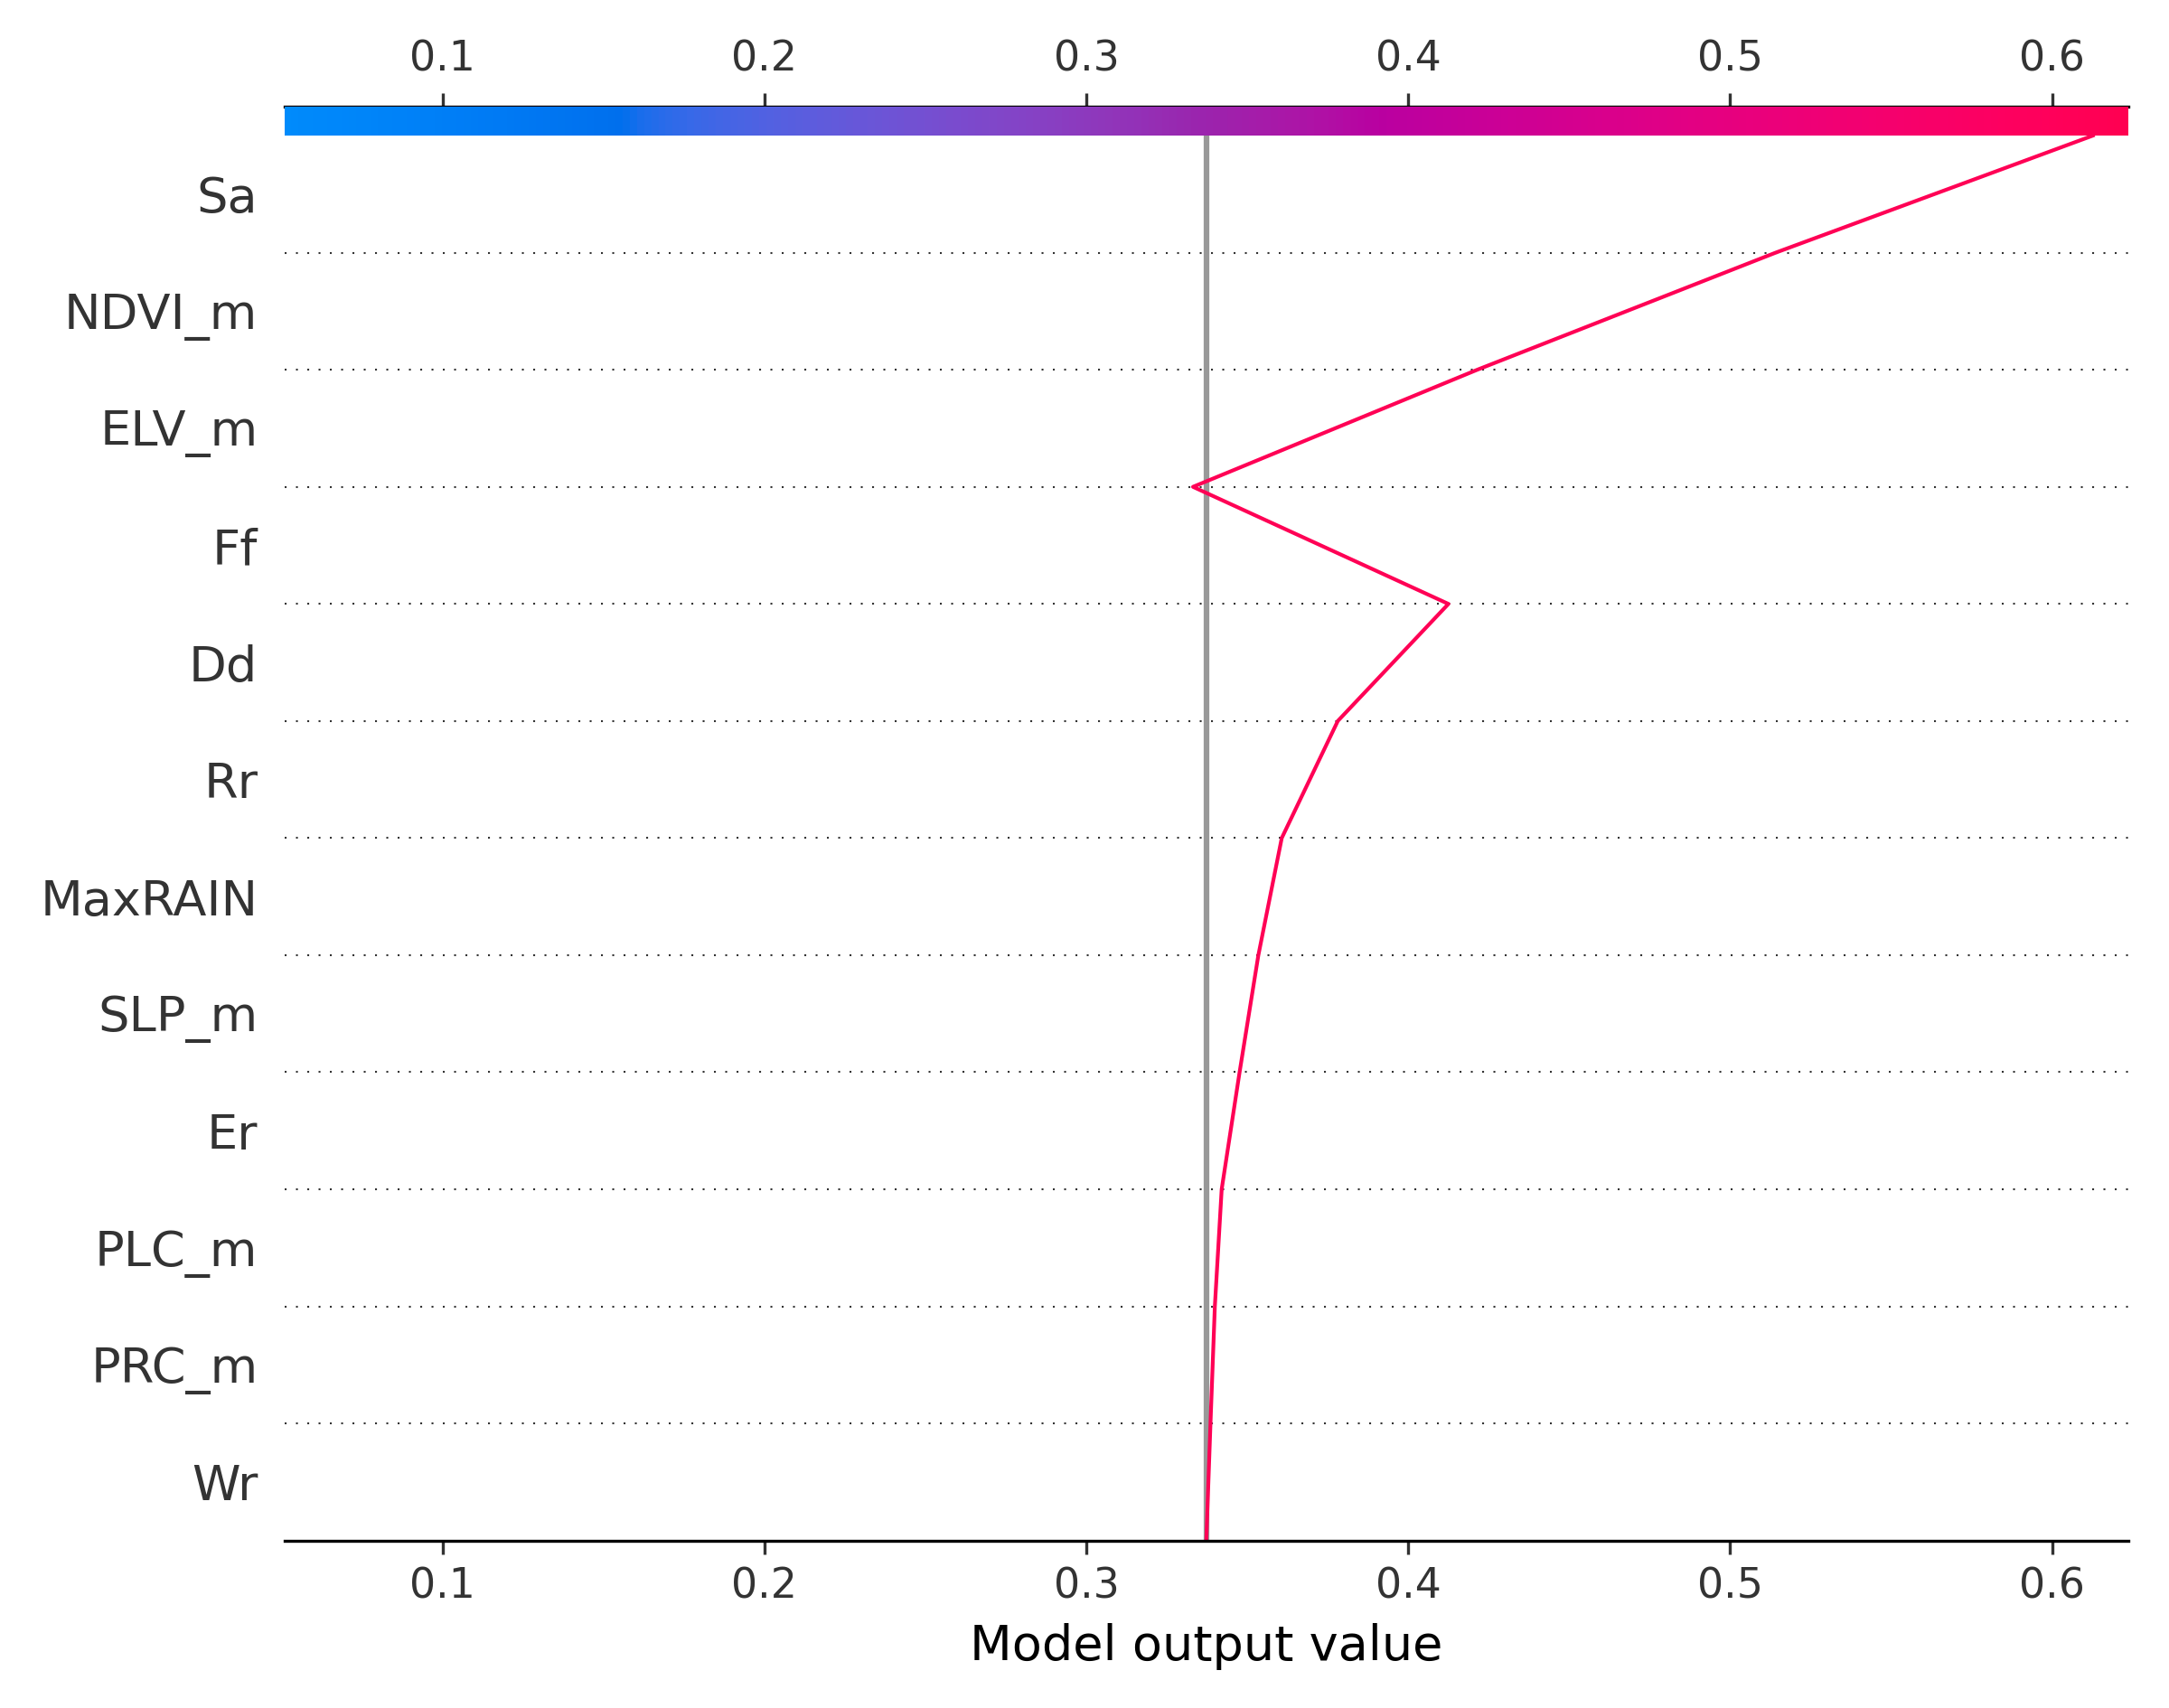 0.1 0.2 0.3 0.4 0.5 0.6
Sa
NDVI_m
ELV_m
Ff
Dd
Rr
MaxRAIN
SLP_m
Er
PLC_m
PRC_m
Wr
0.1 0.2 0.3 0.4 0.5 0.6
Model output value